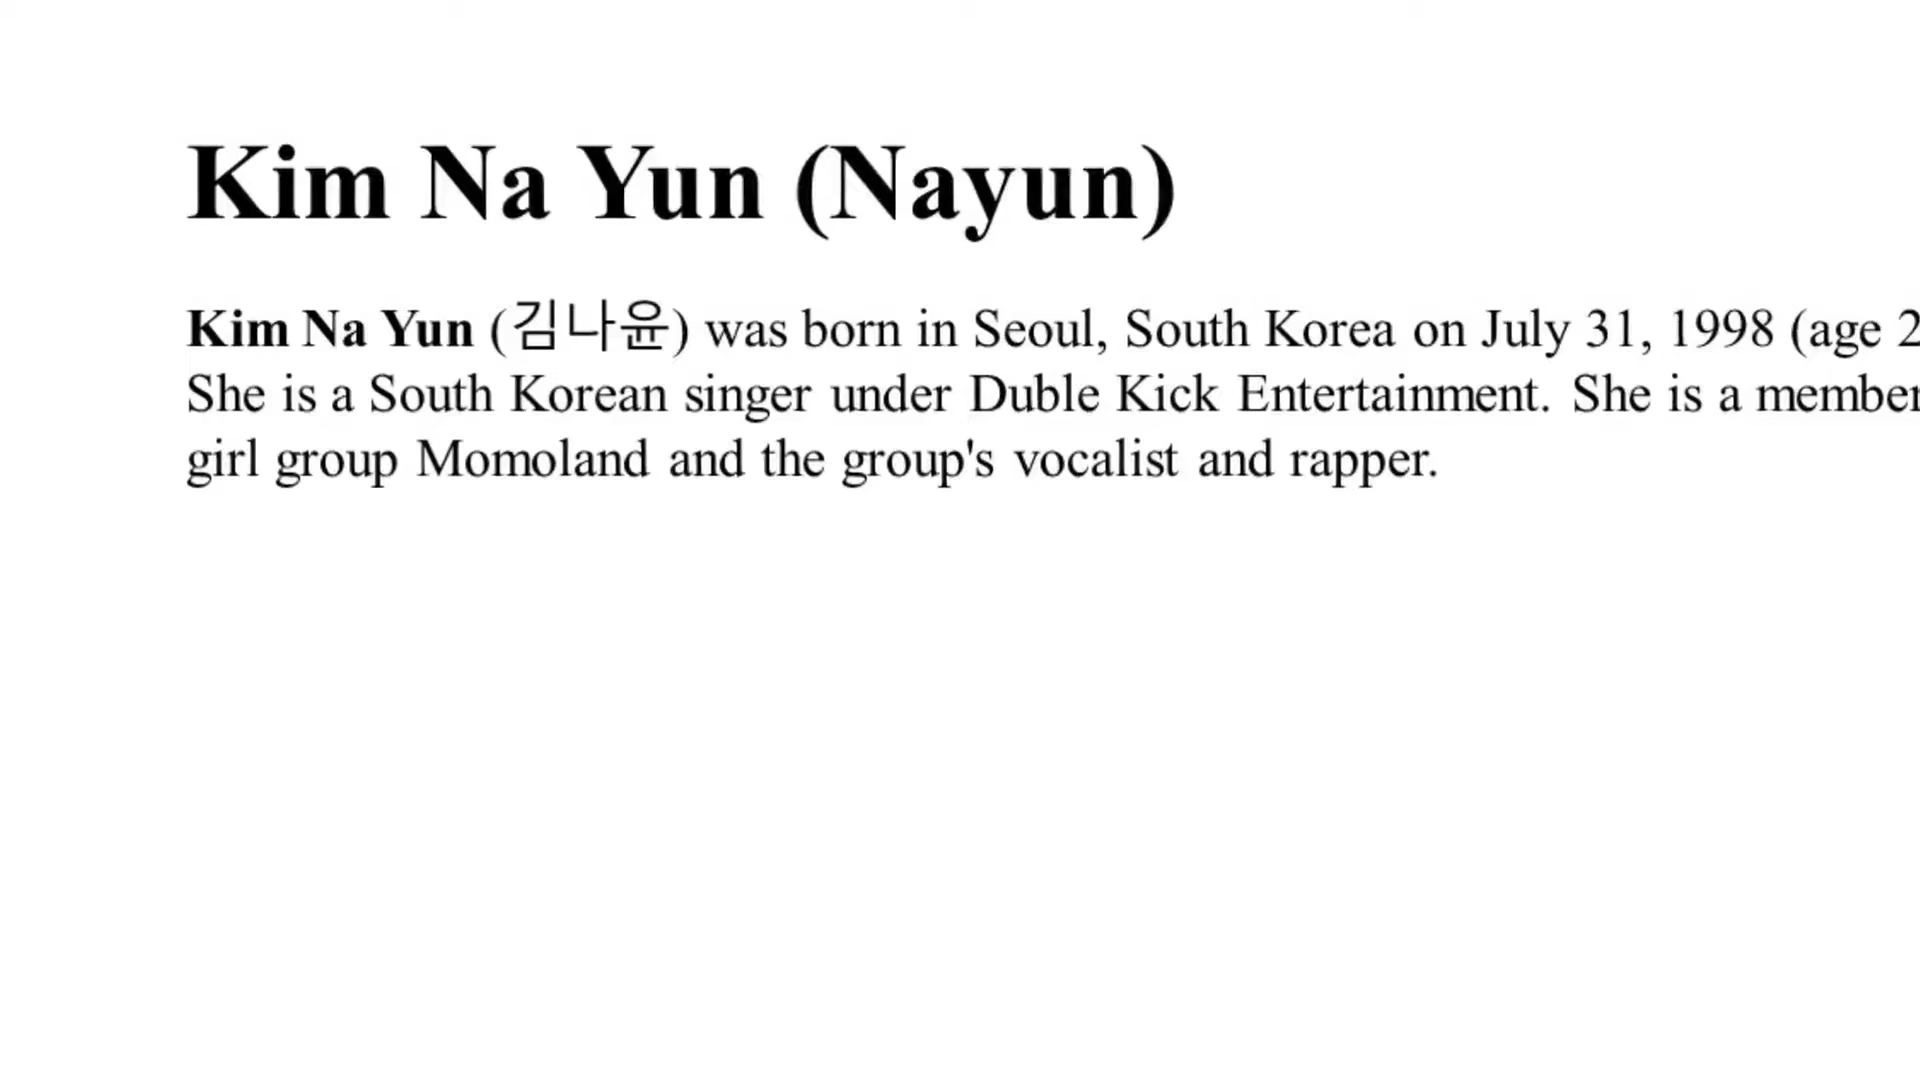 Kim Na Yun (Nayun)
Kim Na Yun (김나윤) was born in Seoul, South Korea on July 31, 1998 (age 2
She is a South Korean singer under Duble Kick Entertainment. She is a member
girl group Momoland and the group's vocalist and rapper.